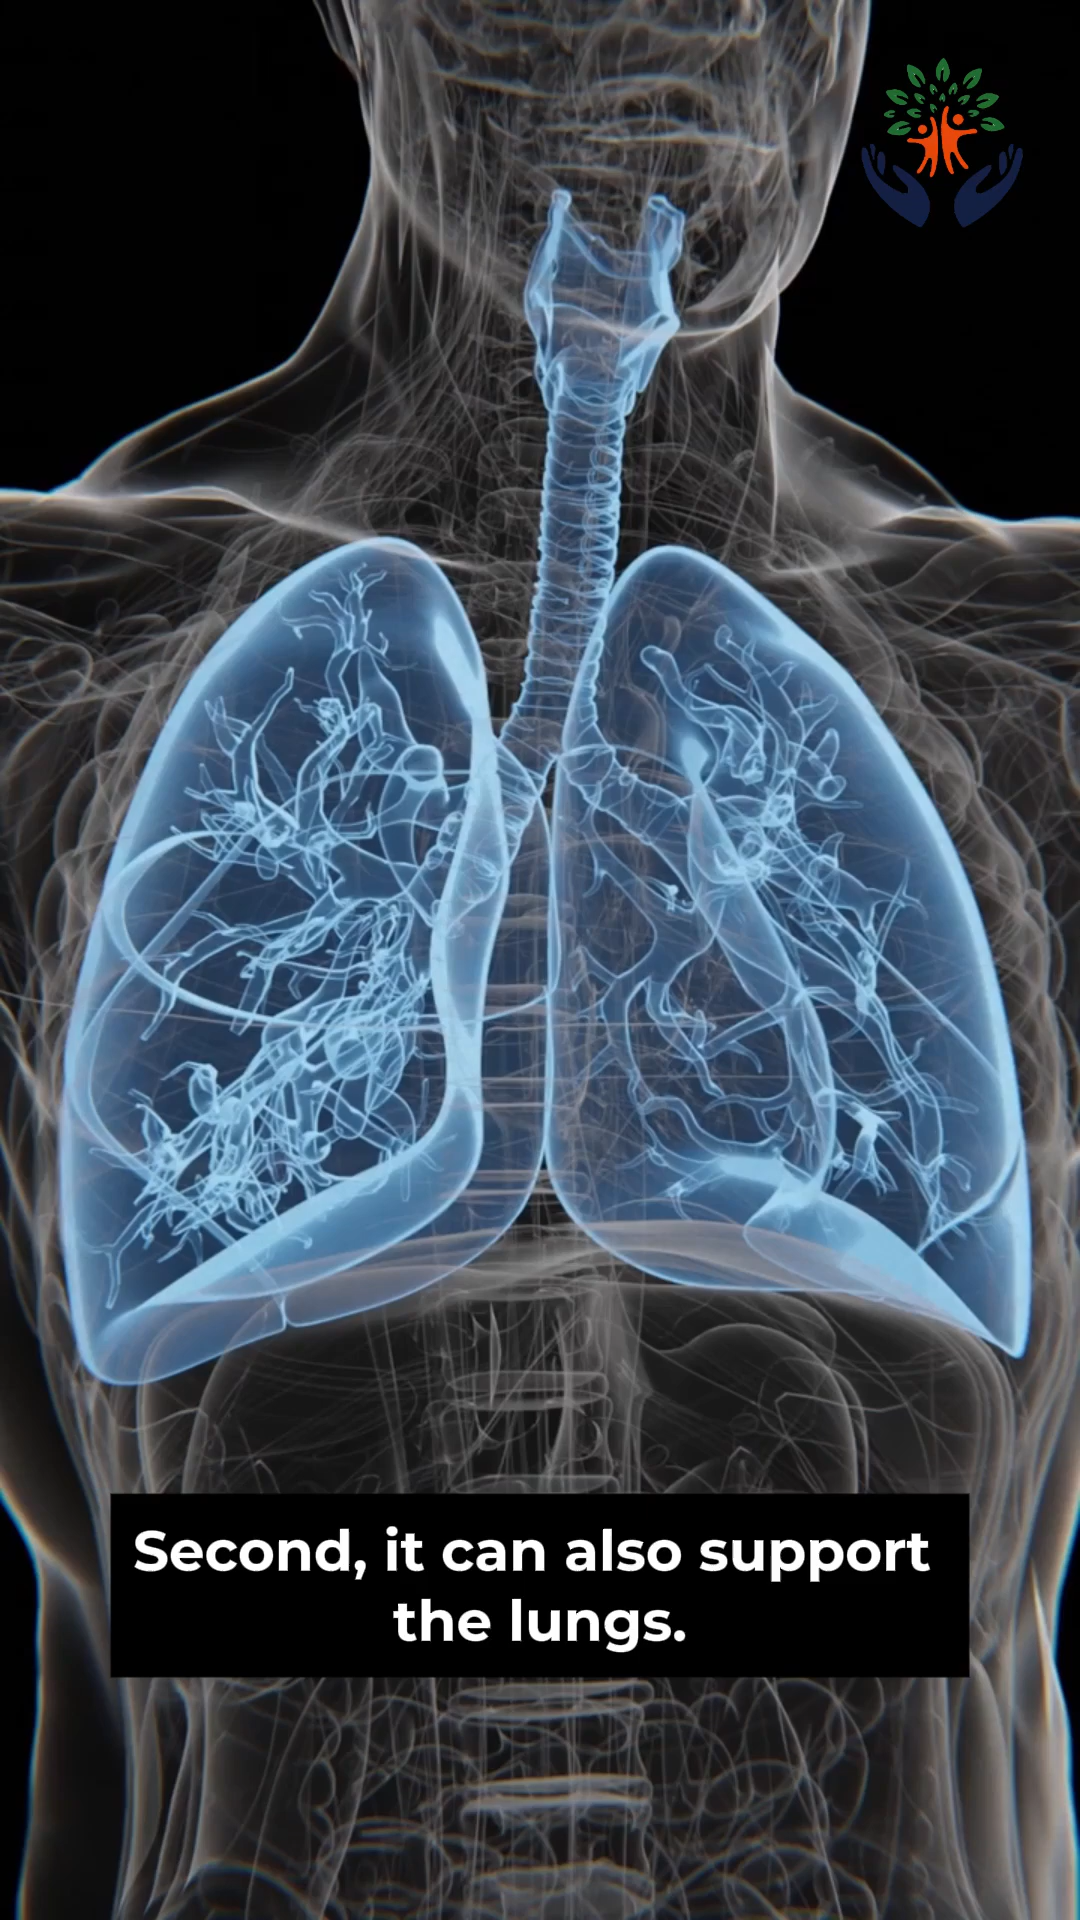 Second, it can also support
the lungs.